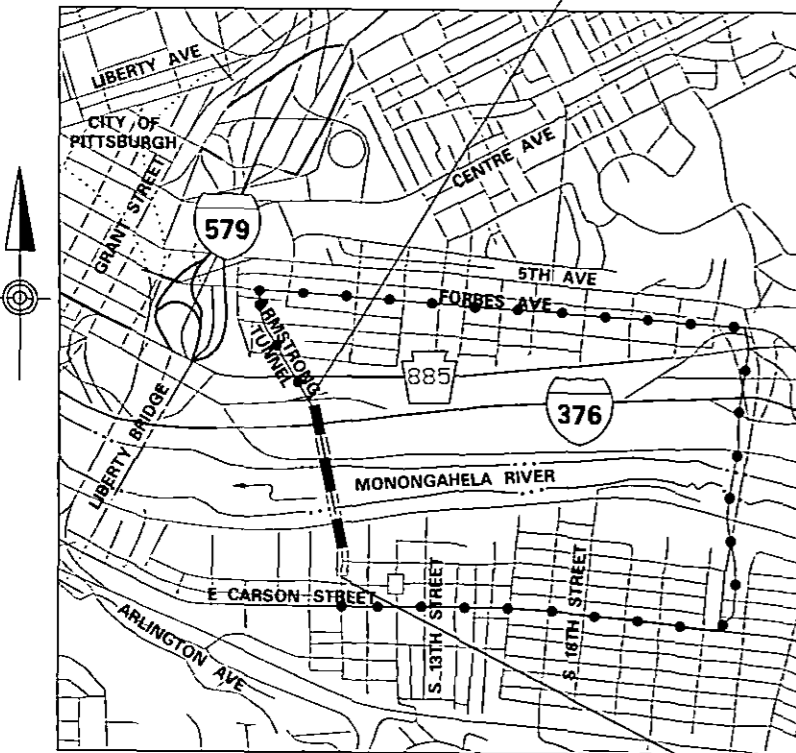 LIBERTY AVE
CITY OF
PITTSBURGH
CENTRE AVE
GRANT STREET
579
5TH AVE
FORBES AVE
ARMSTRONG
TUNNEL
885
376
LIBERTY BRIDGE
MONONGAHELA RIVER
E CARSON STREET
S 13TH STREET
S 18TH STREET
ARLINGTON AVE